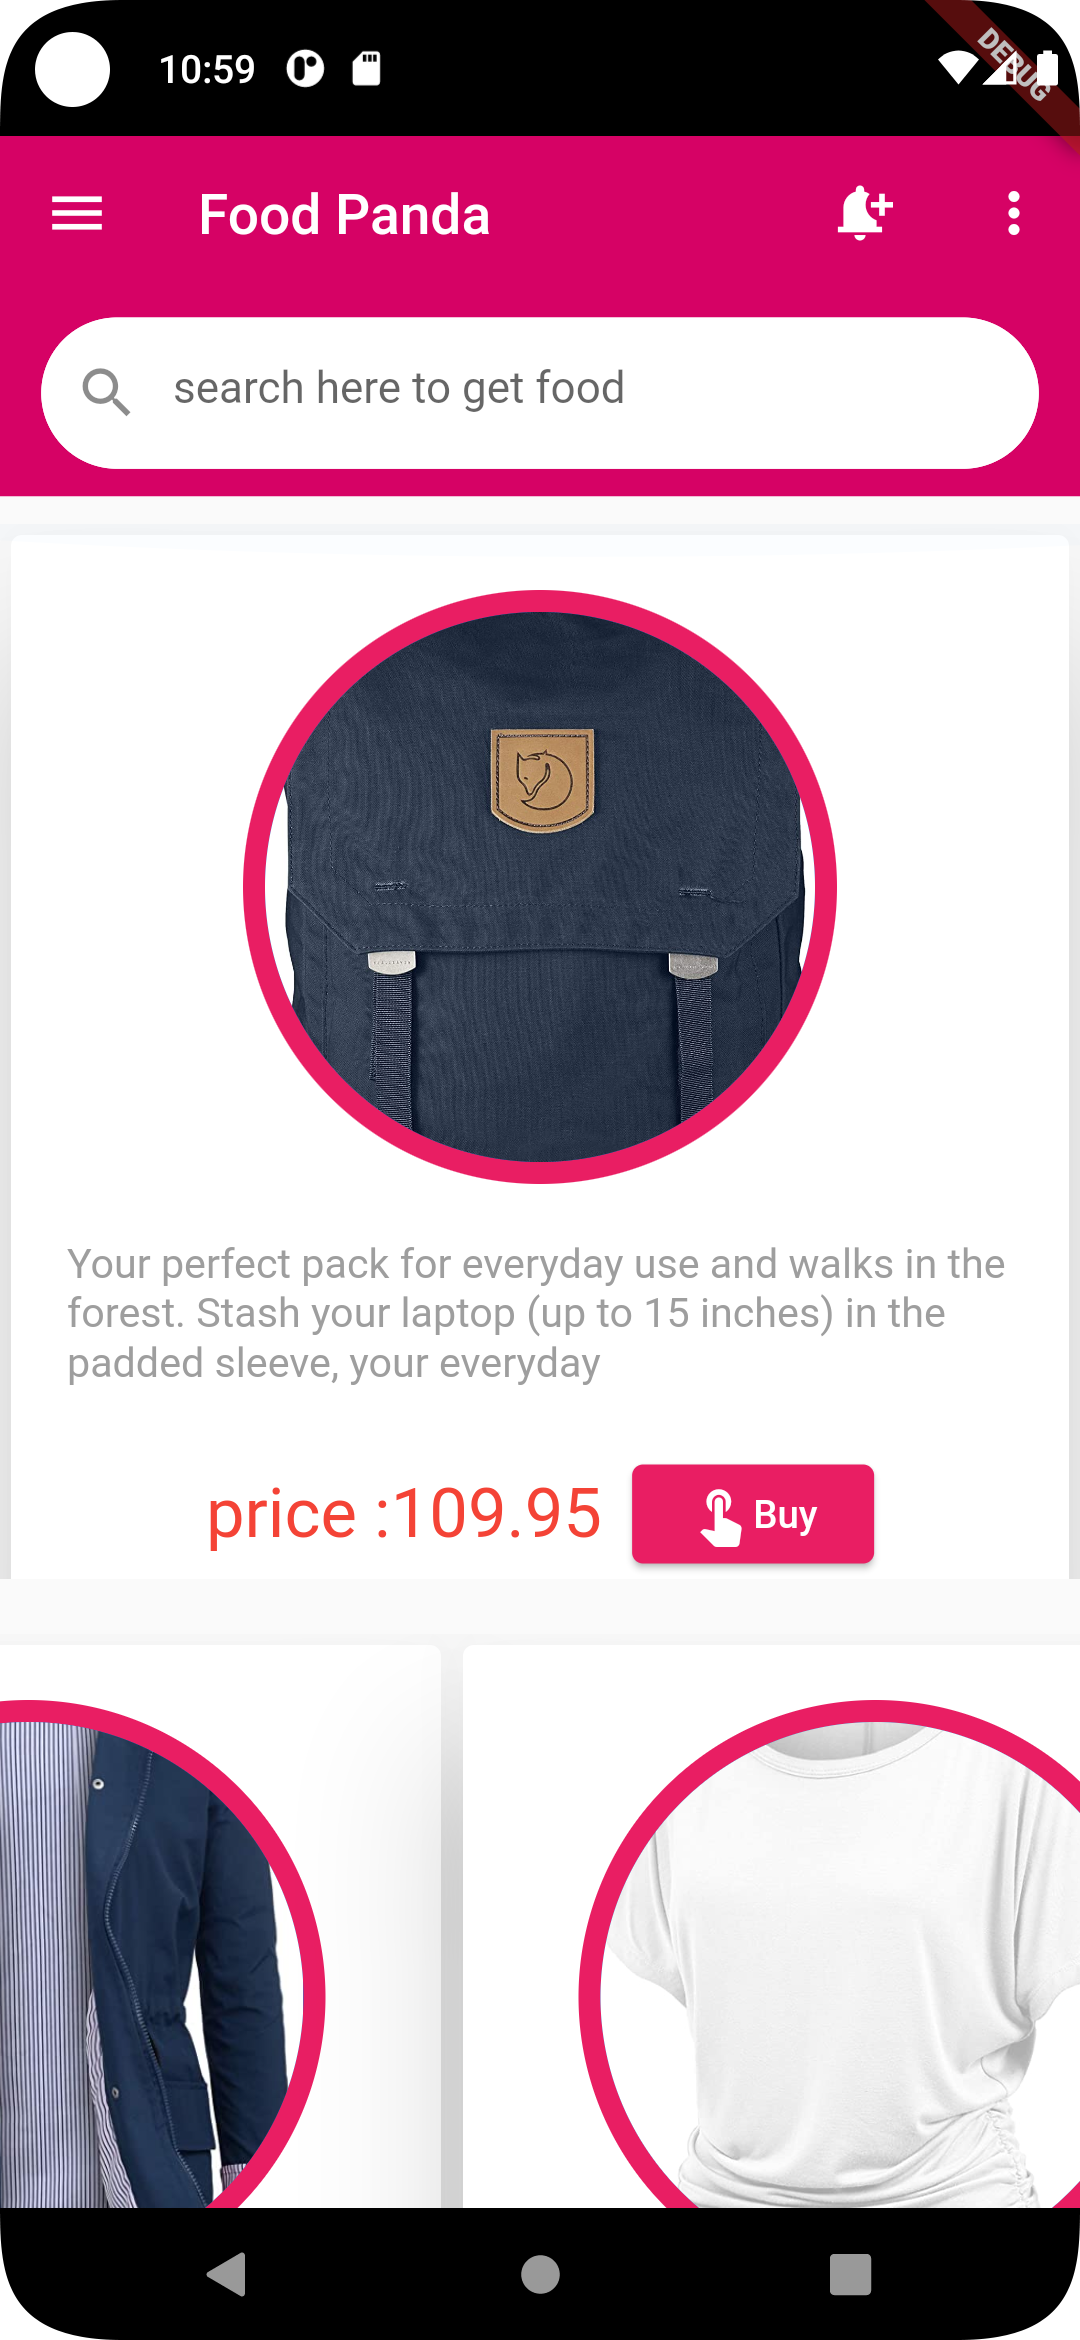 10:59
DEBUG
Food Panda
search here to get food
Your perfect pack for everyday use and walks in the
forest. Stash your laptop (up to 15 inches) in the
padded sleeve, your everyday
price :109.95
Buy